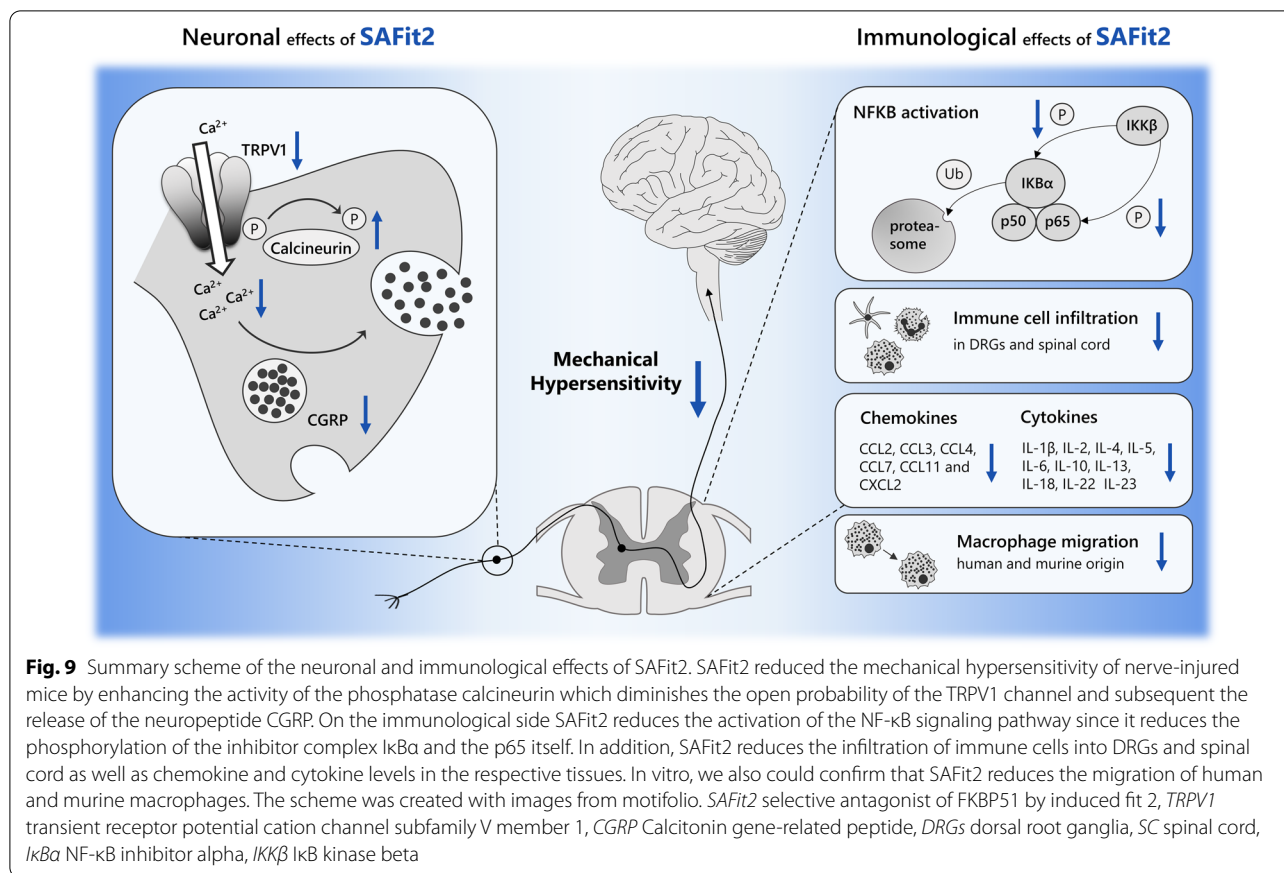 Neuronal effects of SAFit2
Ca²⁺
TRPV1
P
P
Calcineurin
Ca²⁺
Ca²⁺
Ca²⁺
CGRP
Mechanical
Hypersensitivity
Immunological effects of SAFit2
NFKB activation
P
IKKβ
Ub
IKBα
p50
p65
P
protea-
some
Immune cell infiltration
in DRGs and spinal cord
Chemokines
CCL2, CCL3, CCL4,
CCL7, CCL11 and
CXCL2
Cytokines
IL-1β, IL-2, IL-4, IL-5,
IL-6, IL-10, IL-13,
IL-18, IL-22 IL-23
Macrophage migration
human and murine origin
Fig. 9 Summary scheme of the neuronal and immunological effects of SAFit2. SAFit2 reduced the mechanical hypersensitivity of nerve-injured
mice by enhancing the activity of the phosphatase calcineurin which diminishes the open probability of the TRPV1 channel and subsequent the
release of the neuropeptide CGRP. On the immunological side SAFit2 reduces the activation of the NF-κB signaling pathway since it reduces the
phosphorylation of the inhibitor complex IκBα and the p65 itself. In addition, SAFit2 reduces the infiltration of immune cells into DRGs and spinal
cord as well as chemokine and cytokine levels in the respective tissues. In vitro, we also could confirm that SAFit2 reduces the migration of human
and murine macrophages. The scheme was created with images from motifolio. SAFit2 selective antagonist of FKBP51 by induced fit 2, TRPV1
transient receptor potential cation channel subfamily V member 1, CGRP Calcitonin gene-related peptide, DRGs dorsal root ganglia, SC spinal cord,
IκBα NF-κB inhibitor alpha, IKKβ IκB kinase beta